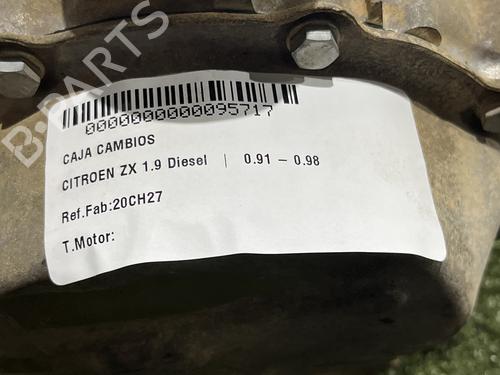 B-PARTS
0000000000095717
CAJA CAMBIOS
CITROEN ZX 1.9 Diesel | 0.91 – 0.98
Ref.Fab:20CH27
T.Motor: